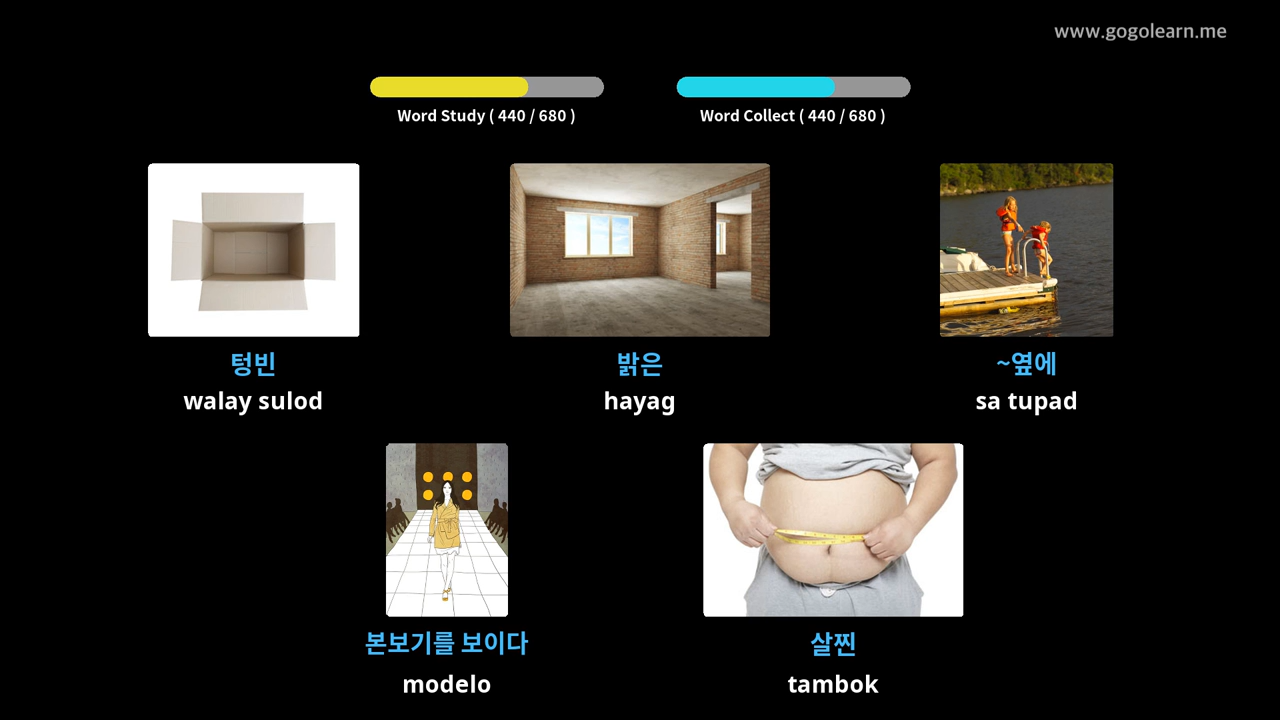 www.gogolearn.me
Word Study ( 440 / 680 )
Word Collect ( 440 / 680 )
텅빈
밝은
~옆에
walay sulod
hayag
sa tupad
본보기를 보이다
살찐
modelo
tambok